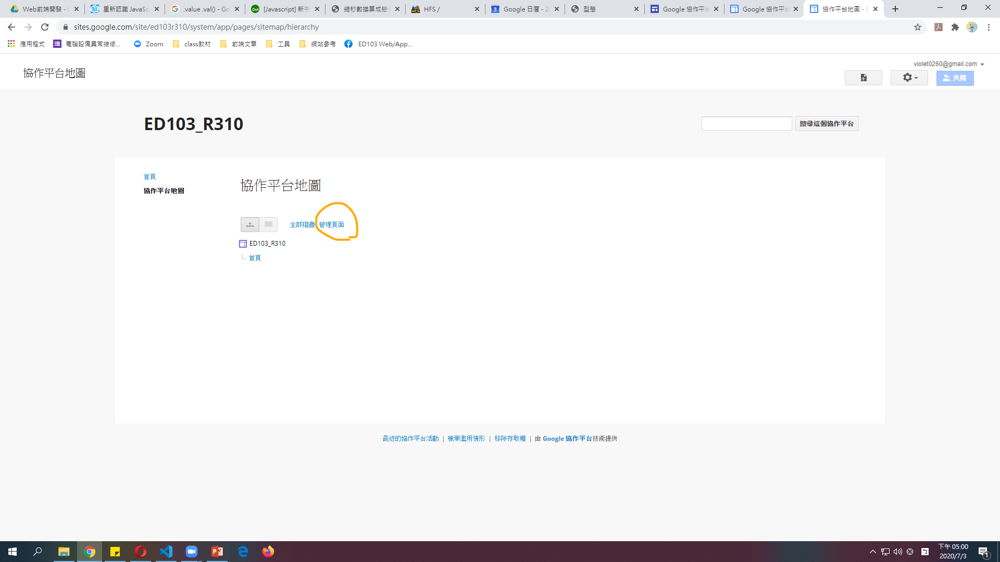 Web前端開發 - 
重新認識 JavaSc
.value .val() - Go
[Javascript] 新手
總秒數換算成幾分
HFS /
Google 日曆 - 2
型態
Google 協作平台
Google 協作平台
協作平台地圖 - E
sites.google.com/site/ed103r310/system/app/pages/sitemap/hierarchy
應用程式
電腦設備異常維修...
Zoom
class教材
前端文章
工具
網站參考
ED103 Web/App...
violet0260@gmail.com
協作平台地圖
共用
ED103_R310
搜尋這個協作平台
首頁
協作平台地圖
協作平台地圖
全部摺疊 管理頁面
ED103_R310
首頁
最近的協作平台活動 | 檢舉濫用情形 | 移除存取權 | 由 Google 協作平台技術提供
下午 05:00
2020/7/3
1